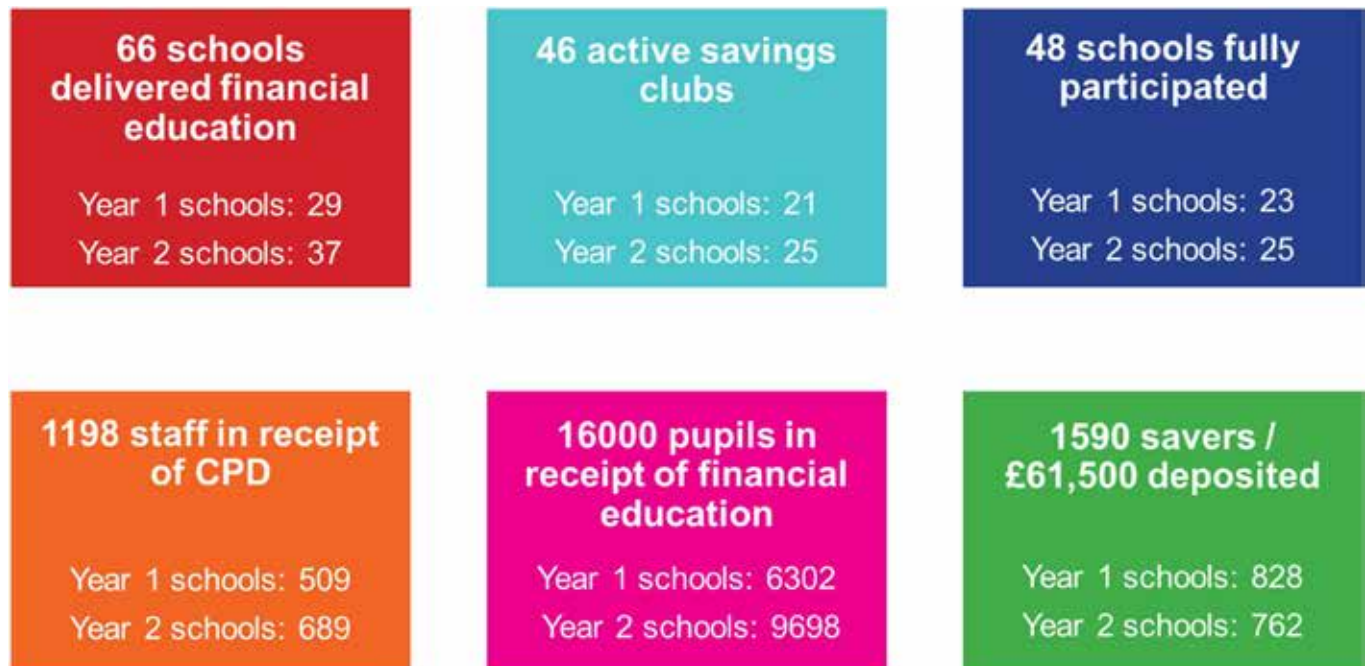 66 schools
delivered financial
education
Year 1 schools: 29
Year 2 schools: 37
46 active savings
clubs
Year 1 schools: 21
Year 2 schools: 25
48 schools fully
participated
Year 1 schools: 23
Year 2 schools: 25
1198 staff in receipt
of CPD
Year 1 schools: 509
Year 2 schools: 689
16000 pupils in
receipt of financial
education
Year 1 schools: 6302
Year 2 schools: 9698
1590 savers /
£61,500 deposited
Year 1 schools: 828
Year 2 schools: 762